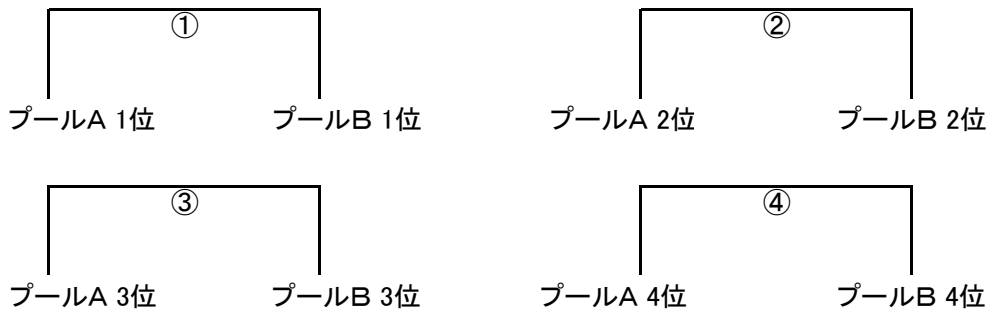 ① ②
プールA 1位 プールB 1位 プールA 2位 プールB 2位
③ ④
プールA 3位 プールB 3位 プールA 4位 プールB 4位